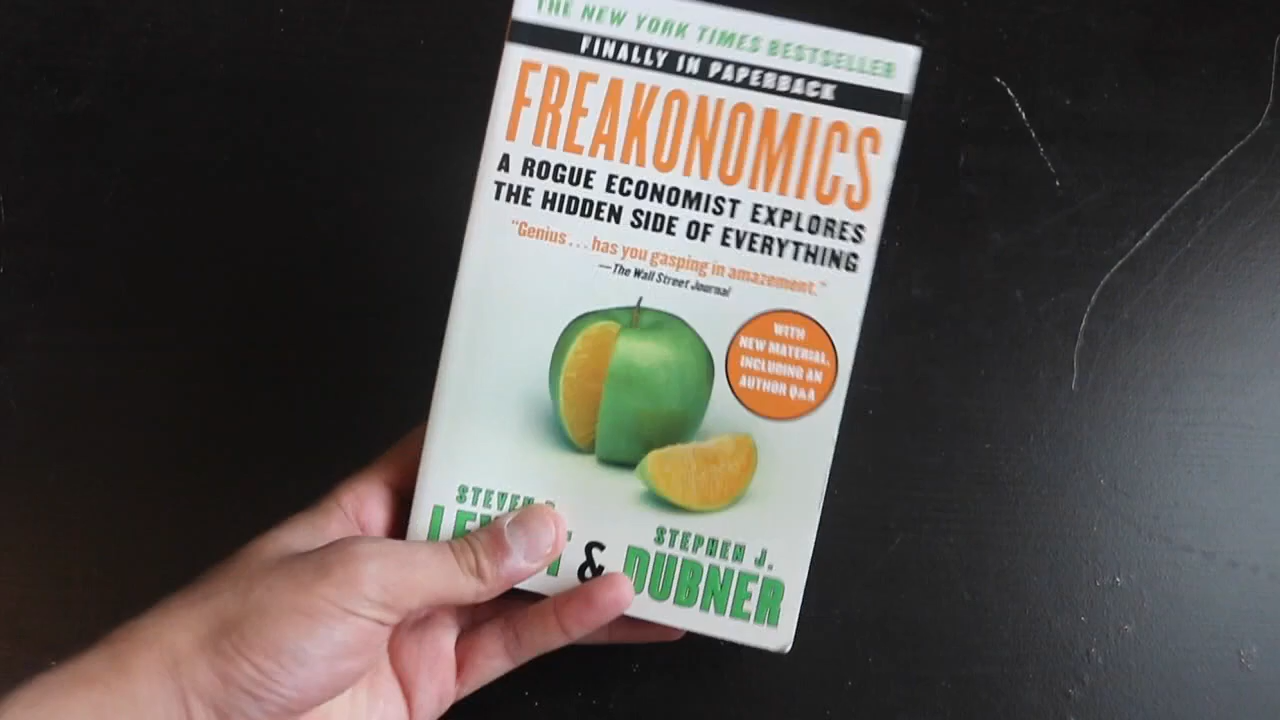 THE NEW YORK TIMES BESTSELLER
FINALLY IN PAPERBACK
FREAKONOMICS
A ROGUE ECONOMIST EXPLORES
THE HIDDEN SIDE OF EVERYTHING
"Genius... has you gasping in amazement."
—The Wall Street Journal
WITH
NEW MATERIAL,
INCLUDING AN
AUTHOR Q&A
STEVEN
STEPHEN J.
& DUBNER